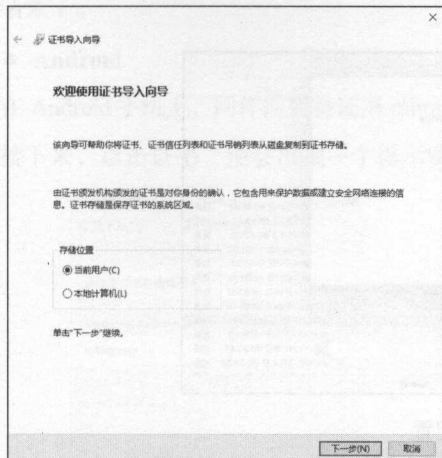 证书导入向导
欢迎使用证书导入向导
该向导可帮助你将证书、证书信任列表和证书吊销列表从磁盘复制到证书存储。
由证书颁发机构颁发的证书是对你身份的确认，它包含用来保护数据或建立安全网络连接的信
息。证书存储是保存证书的系统区域。
存储位置
当前用户(C)
本地计算机(L)
单击"下一步"继续。
下一步(N) 取消